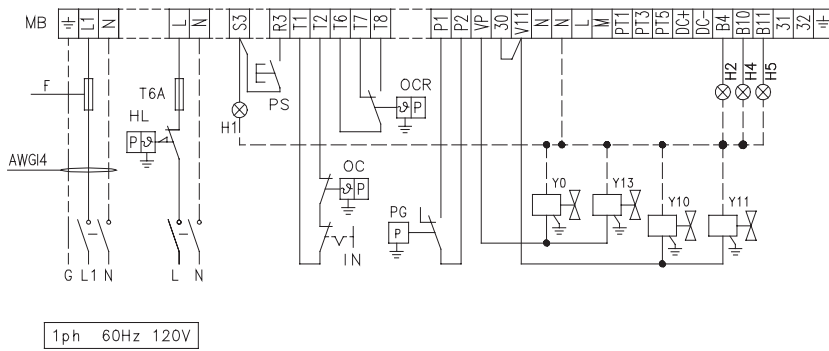 MB ⏚ L1 N L N S3 R3 T1 T2 T6 T7 T8 P1 P2 VP 30 V11 N N L M PT1 PT3 PT5 DC+ DC- B4 B10 B11 31 32 ⏚
H2 H4 H5
F T6A PS OCR
HL P ϑ H1 ϑ P
AWG14 OC Y0 Y13 Y10 Y11
ϑ P
PG
P
IN
G L1 N L N
1ph 60Hz 120V